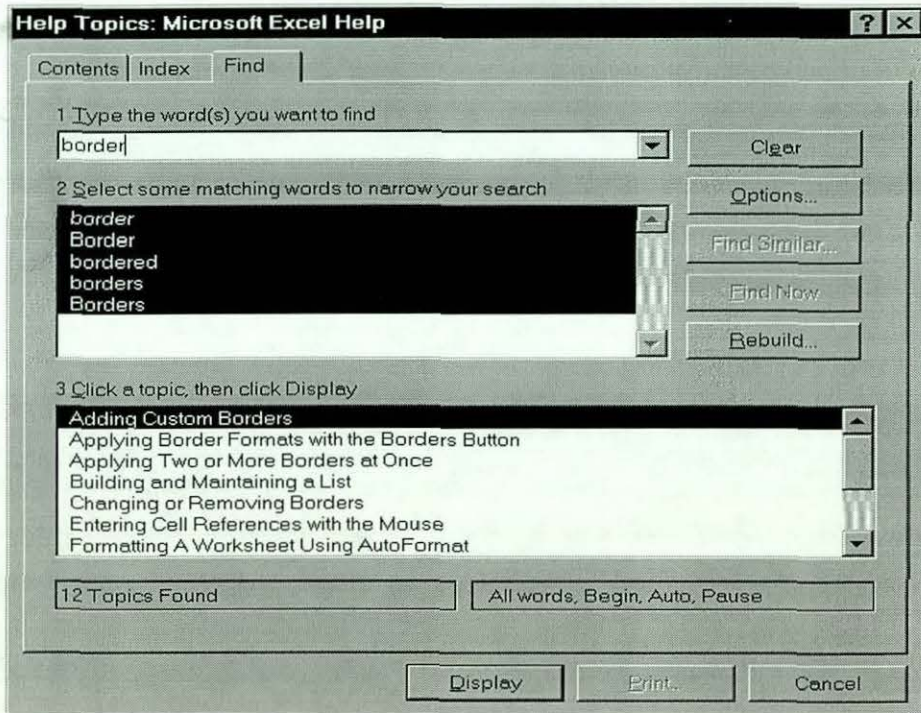 Help Topics: Microsoft Excel Help
Contents Index Find
1 Type the word(s) you want to find
border
Clear
2 Select some matching words to narrow your search
Options...
border
Border
bordered
borders
Borders
Find Similar...
Find Now
Rebuild...
3 Click a topic, then click Display
Adding Custom Borders
Applying Border Formats with the Borders Button
Applying Two or More Borders at Once
Building and Maintaining a List
Changing or Removing Borders
Entering Cell References with the Mouse
Formatting A Worksheet Using AutoFormat
12 Topics Found
All words, Begin, Auto, Pause
Display Print... Cancel